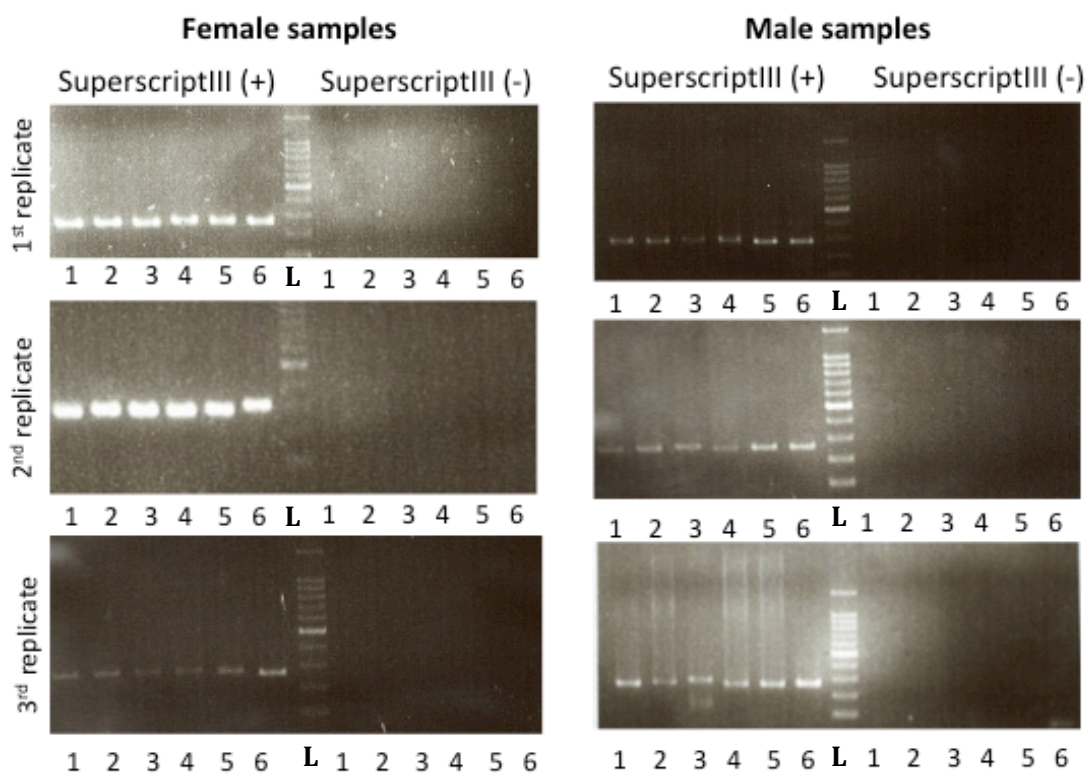 Female samples
Male samples
SuperscriptIII (+) SuperscriptIII (-)
SuperscriptIII (+) SuperscriptIII (-)
1st replicate
1 2 3 4 5 6 L 1 2 3 4 5 6
1 2 3 4 5 6 L 1 2 3 4 5 6
2nd replicate
1 2 3 4 5 6 L 1 2 3 4 5 6
1 2 3 4 5 6 L 1 2 3 4 5 6
3rd replicate
1 2 3 4 5 6 L 1 2 3 4 5 6
1 2 3 4 5 6 L 1 2 3 4 5 6